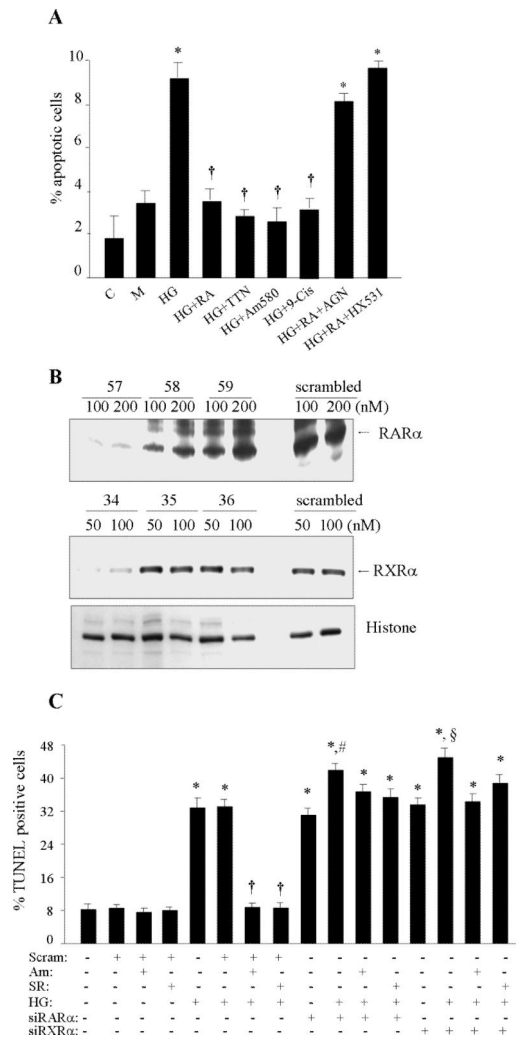 A
% apoptotic cells
10
8
6
4
2
0
*
†
†
†
†
*
*
C
M
HG
HG+RA
HG+TTN
HG+Am580
HG+9-Cis
HG+RA+AGN
HG+RA+HX531
B
57 58 59 scrambled
100 200 100 200 100 200 100 200 (nM)
← RARα
34 35 36 scrambled
50 100 50 100 50 100 50 100 (nM)
← RXRα
Histone
C
% TUNEL positive cells
48
40
32
24
16
8
0
* * † † * *,# * * * *, § * *
Scram: - + + + - + + + - - - - - - - -
Am: - - + - - - + - - - + - - - + -
SR: - - - + - - - + - - - + - - - +
HG: - - - - + + + + - + + + - + + +
siRARα: - - - - - - - - + + + + - - - -
siRXRα: - - - - - - - - - - - - + + + +